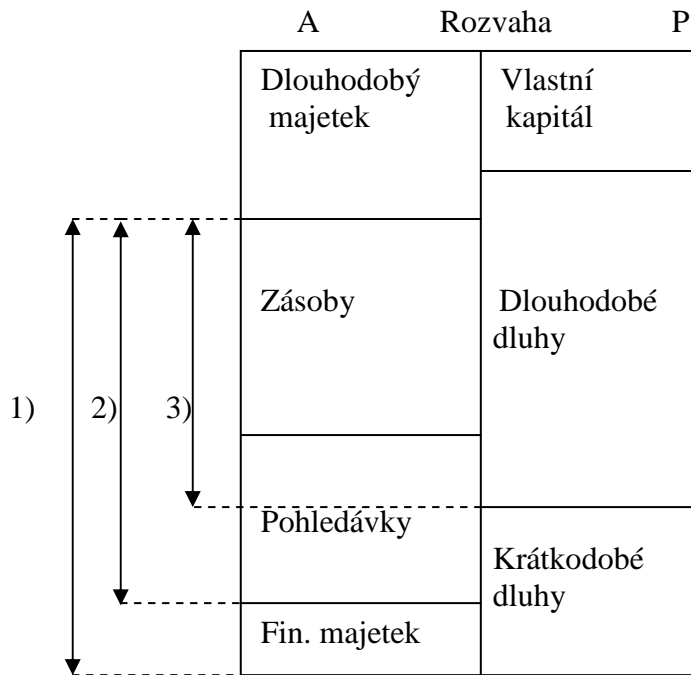 A Rozvaha P
Dlouhodobý
majetek
Vlastní
kapitál
Zásoby
Dlouhodobé
dluhy
1) 2) 3)
Pohledávky
Krátkodobé
dluhy
Fin. majetek